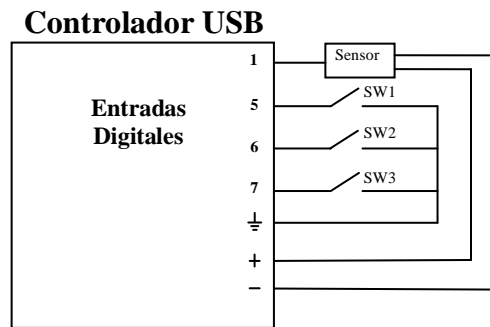 Controlador USB
1
Sensor
Entradas
Digitales
5
SW1
6
SW2
7
SW3
+
−